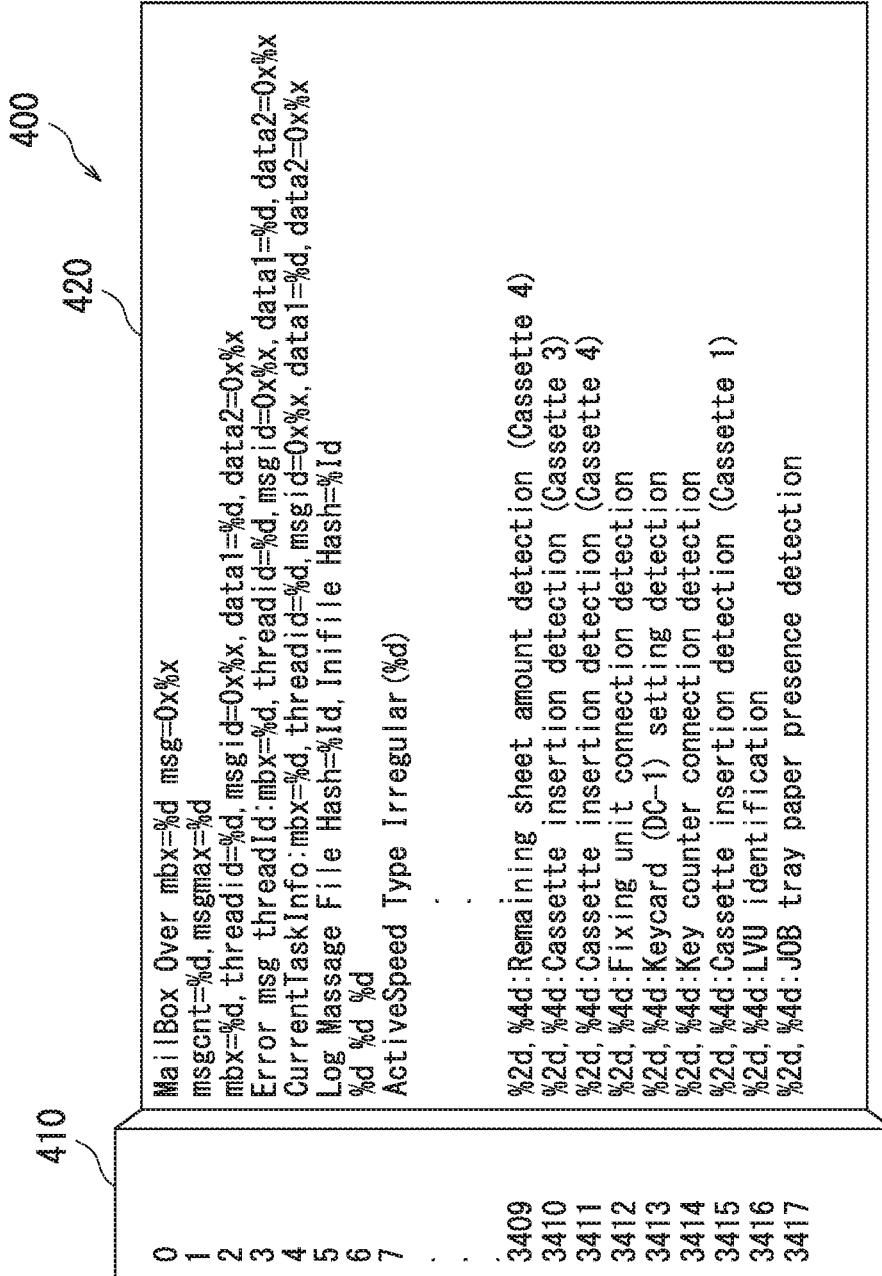 400
420
410
0 MailBox Over mbx=%d msg=0x%x
1 msgcnt=%d, msgmax=%d
2 mbx=%d, threadid=%d, msgid=0x%x, data1=%d, data2=0x%x
3 Error msg threadId:mbx=%d, threadid=%d, msgid=0x%x, data1=%d, data2=0x%x
4 CurrentTaskInfo:mbx=%d, threadid=%d, msgid=0x%x, data1=%d, data2=0x%x
5 Log Massage File Hash=%ld, Inifile Hash=%ld
6 %d %d %d
7 ActiveSpeed Type Irregular(%d)
3409 %2d,%4d:Remaining sheet amount detection (Cassette 4)
3410 %2d,%4d:Cassette insertion detection (Cassette 3)
3411 %2d,%4d:Cassette insertion detection (Cassette 4)
3412 %2d,%4d:Fixing unit connection detection
3413 %2d,%4d:Keycard (DC-1) setting detection
3414 %2d,%4d:Key counter connection detection
3415 %2d,%4d:Cassette insertion detection (Cassette 1)
3416 %2d,%4d:LVU identification
3417 %2d,%4d:JOB tray paper presence detection